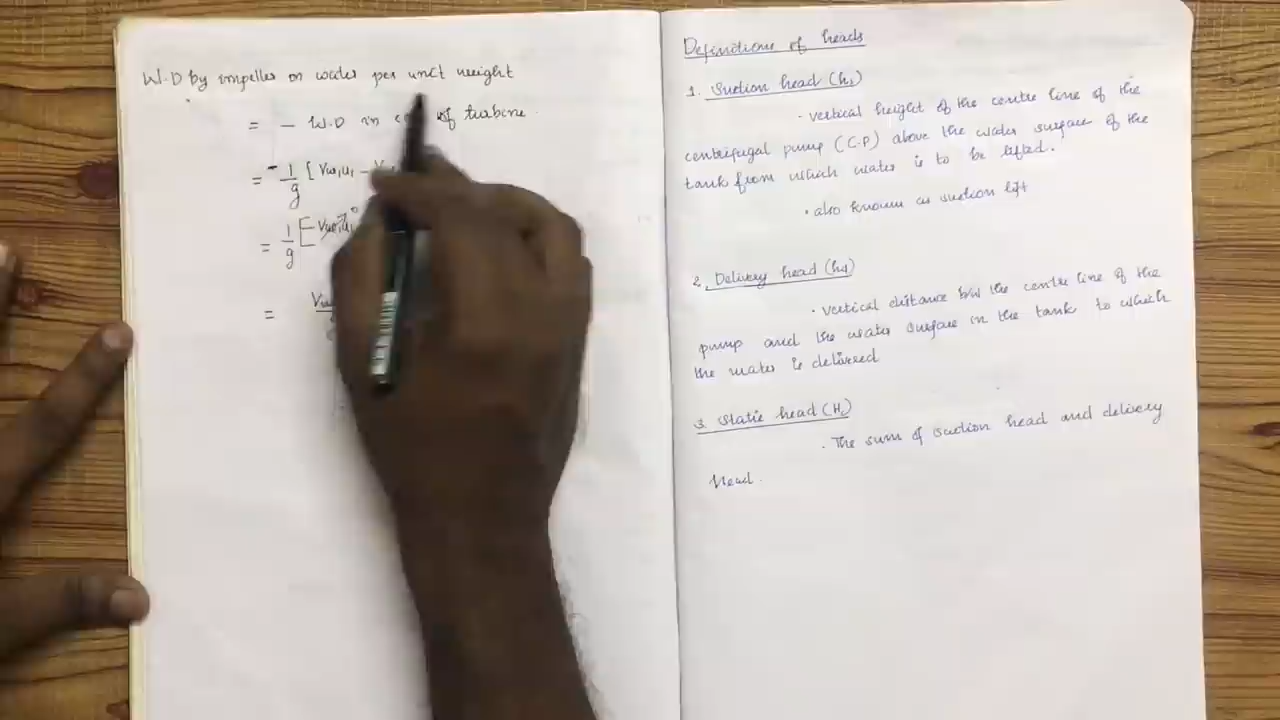 W.D by impeller on water per unit weight
= - W.D in of turbine.
= - 1/g [ Vw1u1 -
= 1/g [ Vw1u1 0
=
Definitions of heads
1. Suction head (hs)
• vertical height of the centre line of the
centrifugal pump (C.P) above the water surface of the
tank from which water is to be lifted.
• also known as suction lift
2. Delivery head (hd)
• vertical distance b/w the centre line of the
pump and the water surface in the tank to which
the water is delivered
3. Static head (Hs)
• The sum of suction head and delivery
head.